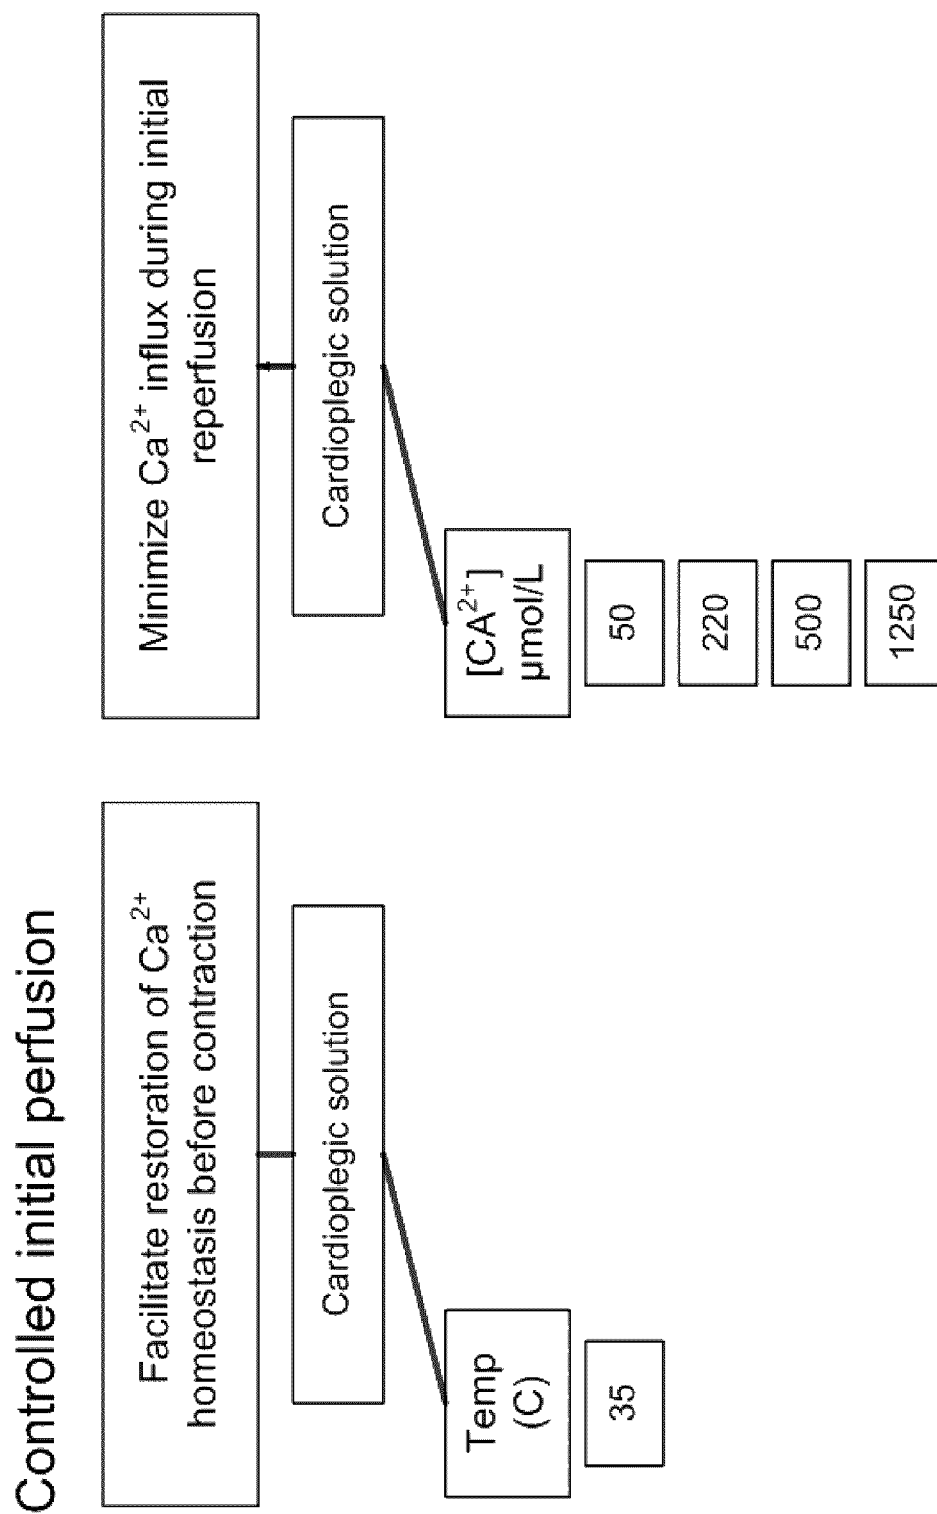 Controlled initial perfusion
Facilitate restoration of Ca²⁺
homeostasis before contraction
Cardioplegic solution
Temp
(C)
35
Minimize Ca²⁺ influx during initial
reperfusion
Cardioplegic solution
[CA²⁺]
µmol/L
50
220
500
1250